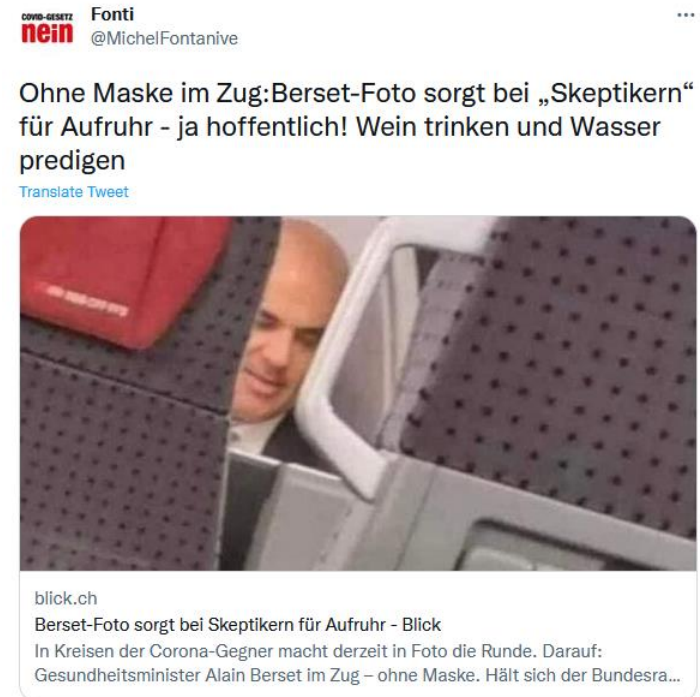 COVID-GESETZ
nein
Fonti
@MichelFontanive
Ohne Maske im Zug:Berset-Foto sorgt bei „Skeptikern“
für Aufruhr - ja hoffentlich! Wein trinken und Wasser
predigen
Translate Tweet
blick.ch
Berset-Foto sorgt bei Skeptikern für Aufruhr - Blick
In Kreisen der Corona-Gegner macht derzeit in Foto die Runde. Darauf:
Gesundheitsminister Alain Berset im Zug – ohne Maske. Hält sich der Bundesra...